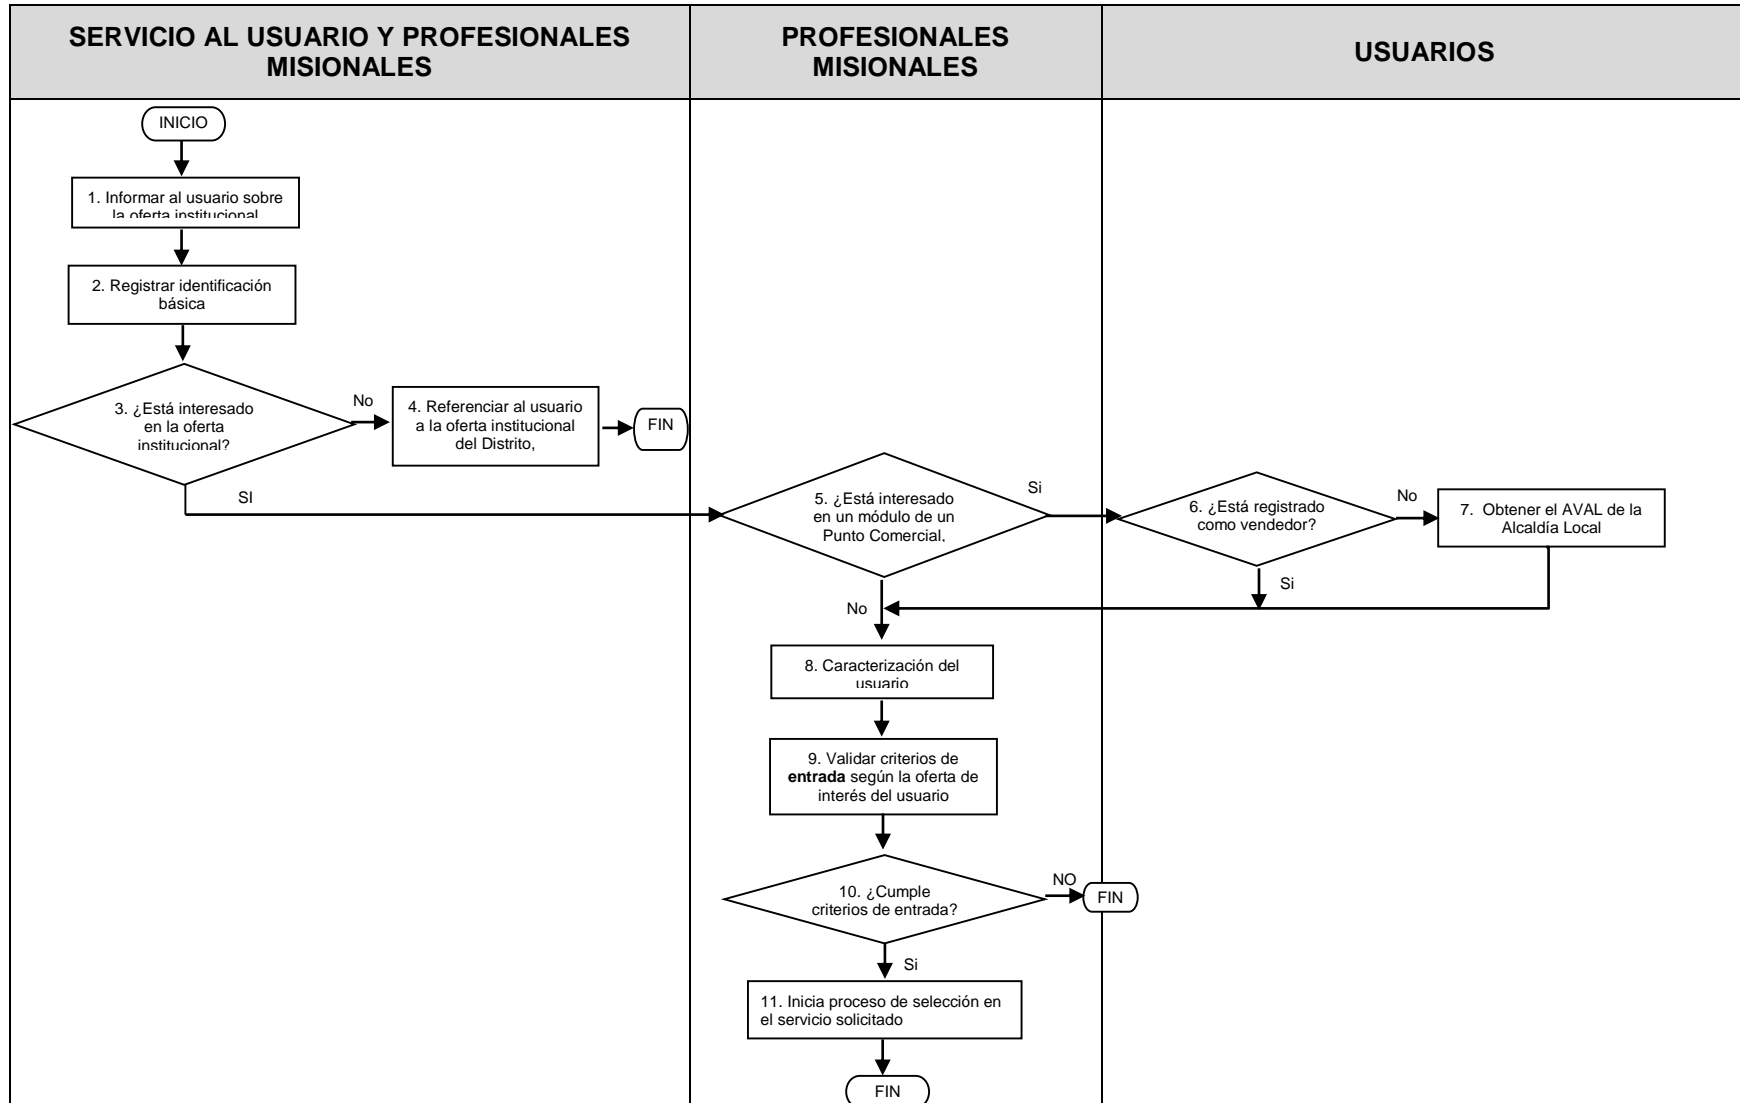 SERVICIO AL USUARIO Y PROFESIONALES
MISIONALES
PROFESIONALES
MISIONALES
USUARIOS
INICIO
1. Informar al usuario sobre
la oferta institucional
2. Registrar identificación
básica
3. ¿Está interesado
en la oferta
institucional?
No
4. Referenciar al usuario
a la oferta institucional
del Distrito,
FIN
SI
5. ¿Está interesado
en un módulo de un
Punto Comercial,
Si
6. ¿Está registrado
como vendedor?
No
7. Obtener el AVAL de la
Alcaldía Local
Si
No
8. Caracterización del
usuario
9. Validar criterios de
entrada según la oferta de
interés del usuario
10. ¿Cumple
criterios de entrada?
NO
FIN
Si
11. Inicia proceso de selección en
el servicio solicitado
FIN